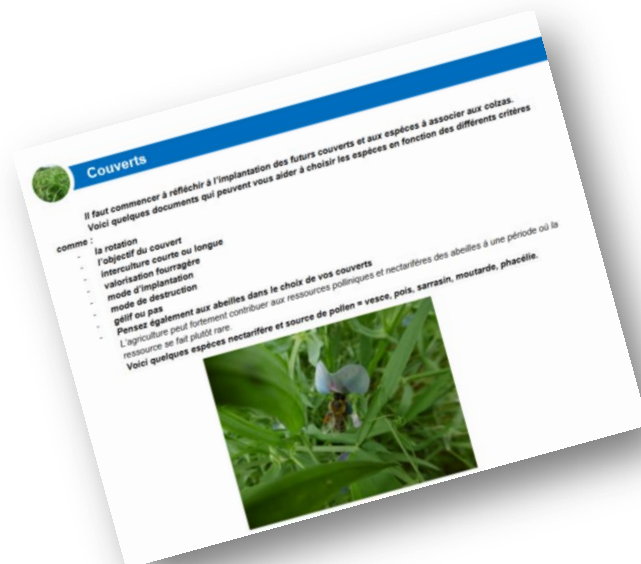 Couverts
Il faut commencer à réfléchir à l'implantation des futurs couverts et aux espèces à associer aux colzas.
Voici quelques documents qui peuvent vous aider à choisir les espèces en fonction des différents critères
comme :
- la rotation
- l'objectif du couvert
- interculture courte ou longue
- valorisation fourragère
- mode d'implantation
- mode de destruction
- gélif ou pas
- Pensez également aux abeilles dans le choix de vos couverts
L'agriculture peut fortement contribuer aux ressources polliniques et nectarifères des abeilles à une période où la
ressource se fait plutôt rare.
Voici quelques espèces nectarifère et source de pollen = vesce, pois, sarrasin, moutarde, phacélie.